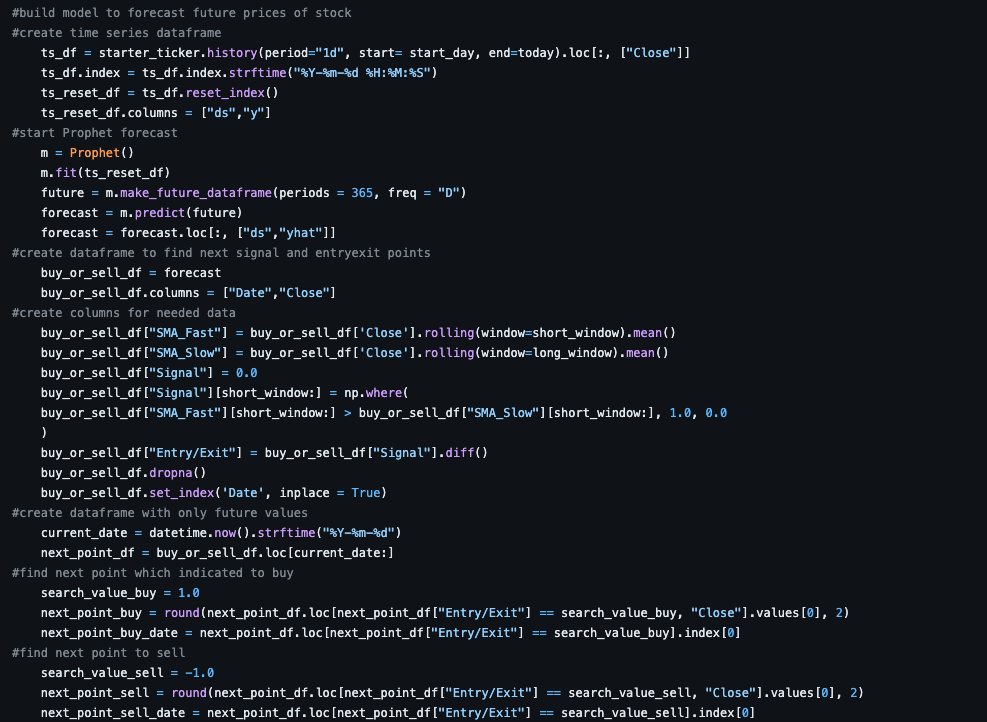 #build model to forecast future prices of stock
#create time series dataframe
    ts_df = starter_ticker.history(period="1d", start= start_day, end=today).loc[:, ["Close"]]
    ts_df.index = ts_df.index.strftime("%Y-%m-%d %H:%M:%S")
    ts_reset_df = ts_df.reset_index()
    ts_reset_df.columns = ["ds","y"]
#start Prophet forecast
    m = Prophet()
    m.fit(ts_reset_df)
    future = m.make_future_dataframe(periods = 365, freq = "D")
    forecast = m.predict(future)
    forecast = forecast.loc[:, ["ds","yhat"]]
#create dataframe to find next signal and entryexit points
    buy_or_sell_df = forecast
    buy_or_sell_df.columns = ["Date","Close"]
#create columns for needed data
    buy_or_sell_df["SMA_Fast"] = buy_or_sell_df['Close'].rolling(window=short_window).mean()
    buy_or_sell_df["SMA_Slow"] = buy_or_sell_df['Close'].rolling(window=long_window).mean()
    buy_or_sell_df["Signal"] = 0.0
    buy_or_sell_df["Signal"][short_window:] = np.where(
    buy_or_sell_df["SMA_Fast"][short_window:] > buy_or_sell_df["SMA_Slow"][short_window:], 1.0, 0.0
    )
    buy_or_sell_df["Entry/Exit"] = buy_or_sell_df["Signal"].diff()
    buy_or_sell_df.dropna()
    buy_or_sell_df.set_index('Date', inplace = True)
#create dataframe with only future values
    current_date = datetime.now().strftime("%Y-%m-%d")
    next_point_df = buy_or_sell_df.loc[current_date:]
#find next point which indicated to buy
    search_value_buy = 1.0
    next_point_buy = round(next_point_df.loc[next_point_df["Entry/Exit"] == search_value_buy, "Close"].values[0], 2)
    next_point_buy_date = next_point_df.loc[next_point_df["Entry/Exit"] == search_value_buy].index[0]
#find next point to sell
    search_value_sell = -1.0
    next_point_sell = round(next_point_df.loc[next_point_df["Entry/Exit"] == search_value_sell, "Close"].values[0], 2)
    next_point_sell_date = next_point_df.loc[next_point_df["Entry/Exit"] == search_value_sell].index[0]